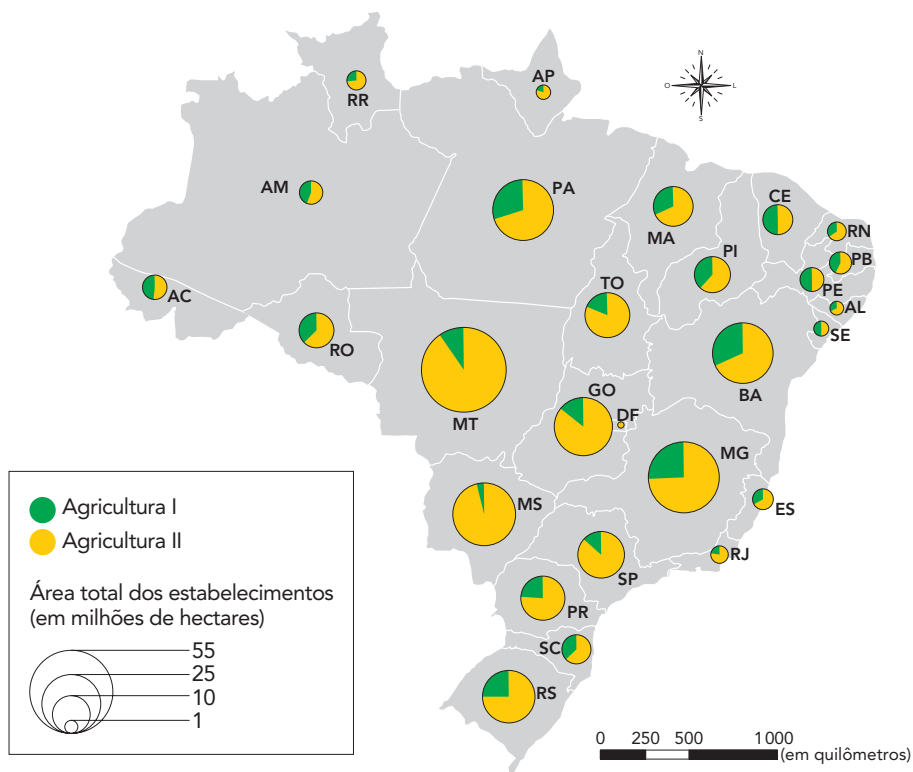 N
O
L
S
RR
AP
AM
PA
MA
CE
RN
PI
PB
PE
AL
SE
TO
AC
RO
BA
MT
GO
DF
MG
MS
ES
RJ
SP
PR
SC
RS
Agricultura I
Agricultura II
Área total dos estabelecimentos
(em milhões de hectares)
55
25
10
1
0 250 500 1000
(em quilômetros)